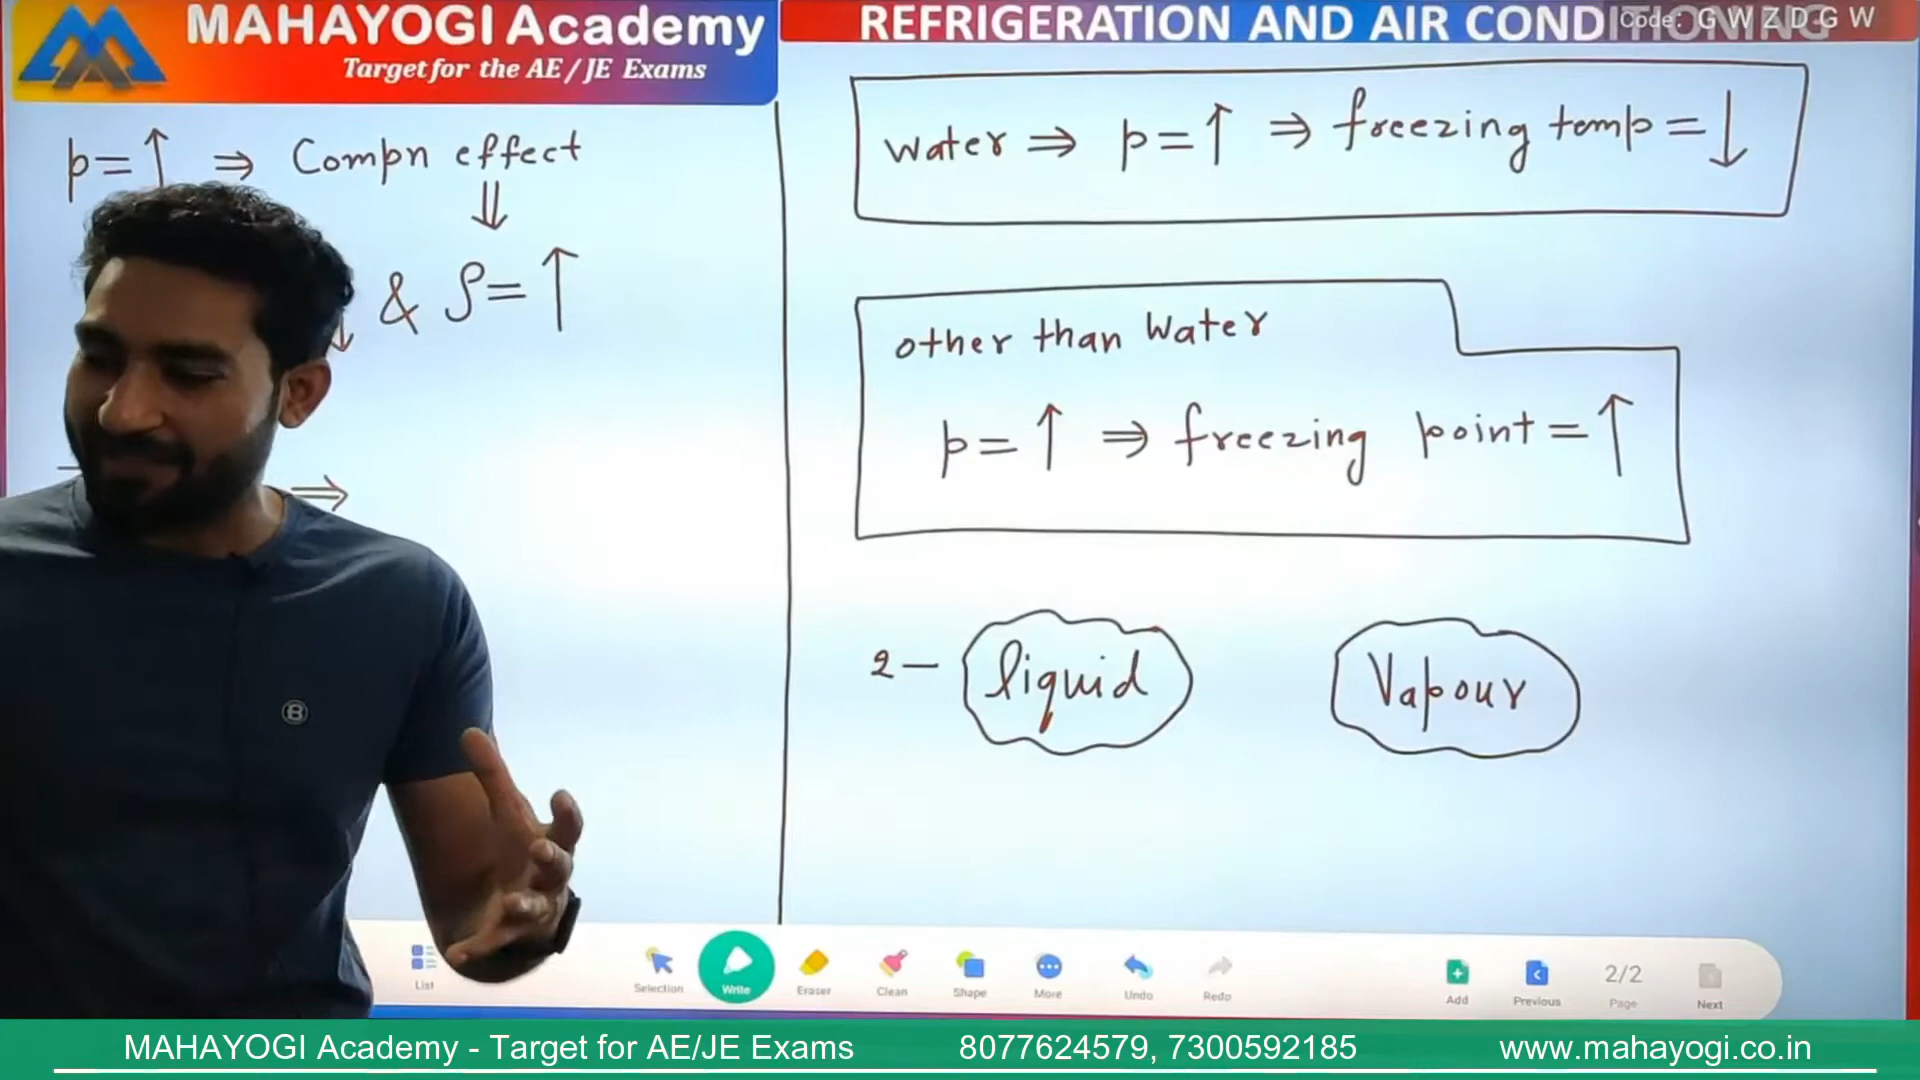 MAHAYOGI Academy
Target for the AE/JE Exams
REFRIGERATION AND AIR CONDITIONING
Code: G W Z D G W
p=↑ ⇒ Compn effect
⇓
↓ & ρ=↑
⇒
water ⇒ p=↑ ⇒ freezing temp=↓
other than water
p=↑ ⇒ freezing point=↑
2- liquid Vapour
B
List
Selection
Write
Eraser
Clean
Shape
More
Undo
Redo
Add
Previous
2/2
Page
Next
MAHAYOGI Academy - Target for AE/JE Exams 8077624579, 7300592185 www.mahayogi.co.in